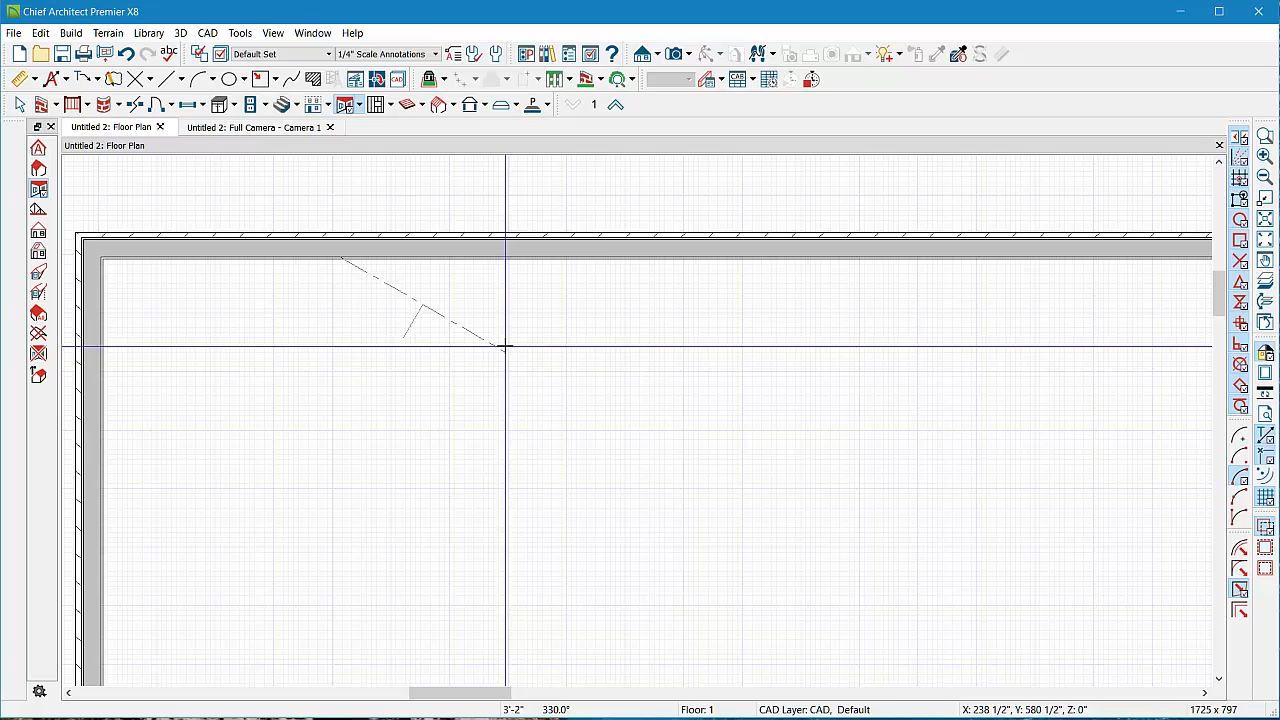 Chief Architect Premier X8
File Edit Build Terrain Library 3D CAD Tools View Window Help
Default Set 1/4" Scale Annotations
1
Untitled 2: Floor Plan Untitled 2: Full Camera - Camera 1
Untitled 2: Floor Plan
330.0° Floor: 1 CAD Layer: CAD, Default X: 238 1/2", Y: 580 1/2", Z: 0" 1725 x 797